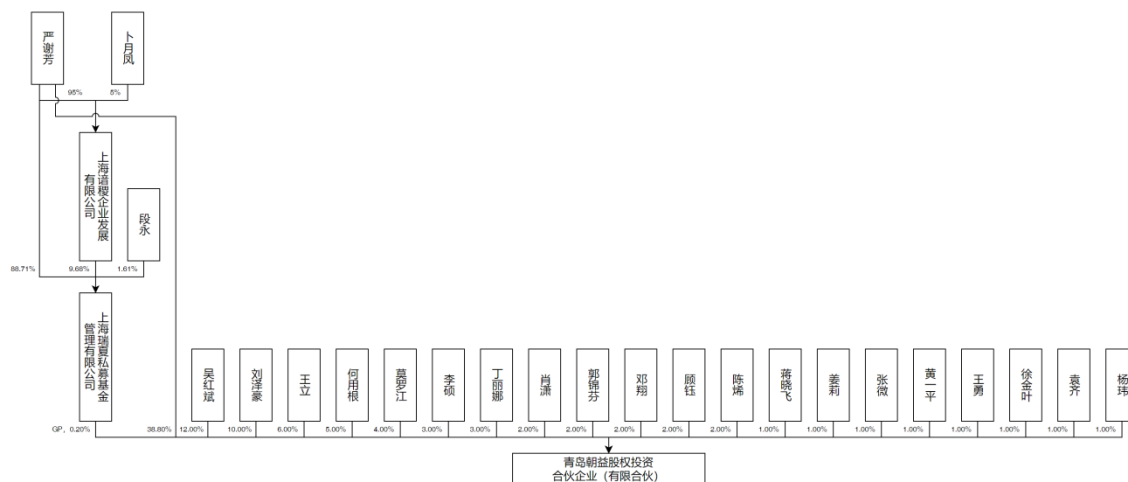 严谢芳
卜月凤
95%
5%
上海谙稷企业发展
有限公司
段永
88.71%
9.68%
1.61%
上海瑞夏私募基金
管理有限公司
吴红斌
刘泽豪
王立
何用根
莫罗江
李硕
丁丽娜
肖潇
郭锦芬
邓翔
顾钰
陈烯
蒋晓飞
姜莉
张微
黄一平
王勇
徐金叶
袁齐
杨玮
GP，0.20%
38.80%
12.00%
10.00%
6.00%
5.00%
4.00%
3.00%
3.00%
2.00%
2.00%
2.00%
2.00%
2.00%
1.00%
1.00%
1.00%
1.00%
1.00%
1.00%
1.00%
1.00%
青岛朝益股权投资
合伙企业（有限合伙）